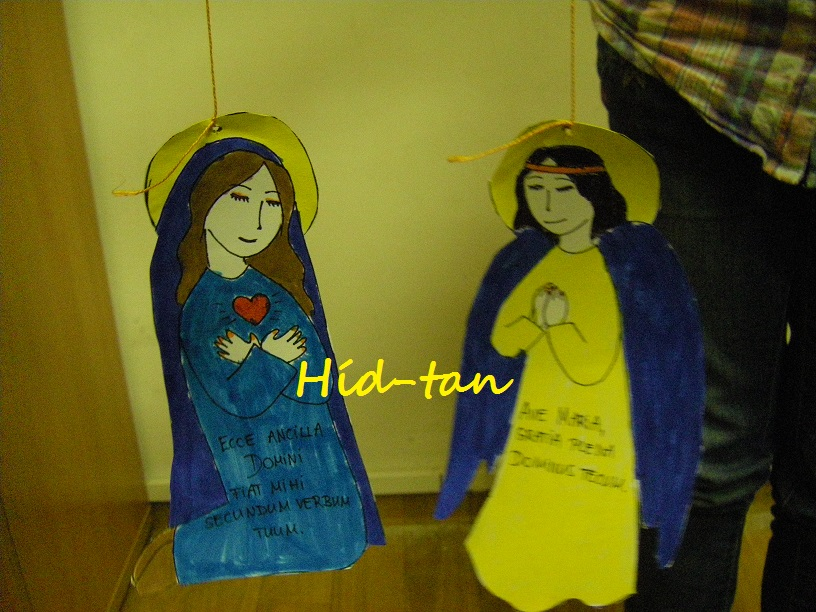 Híd-tan
ECCE ANCILLA
DOMINI
FIAT MIHI
SECUNDUM VERBUM
TUUM.
AVE MARIA,
GRATIA PLENA
DOMINUS TECUM.